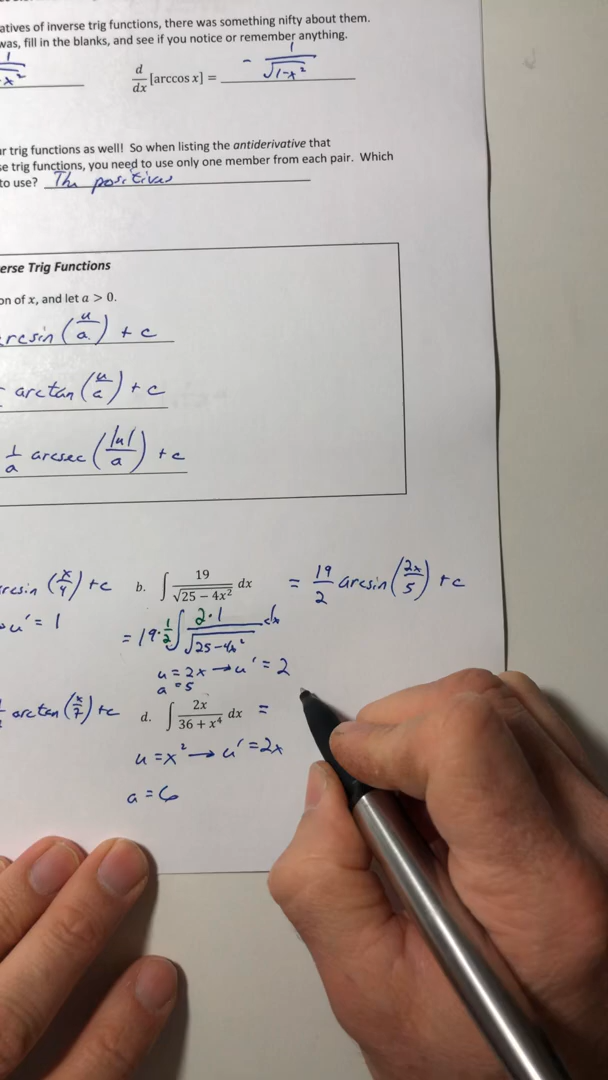 atives of inverse trig functions, there was something nifty about them.
was, fill in the blanks, and see if you notice or remember anything.
1/x² d/dx [arccos x] = - 1/√(1-x²)
ur trig functions as well! So when listing the antiderivative that
se trig functions, you need to use only one member from each pair. Which
to use? The positives
erse Trig Functions
on of x, and let a > 0.
rcsin (u/a) + c
arctan (u/a) + c
1/a arcsec (|u|/a) + c
rcsin (x/4) + c b. ∫ 19/√(25 − 4x²) dx = 19/2 arcsin (2x/5) + c
u' = 1 = 19·1/2 ∫ 2·1/√(25-4x²) dx
u = 2x → u' = 2
a = 5
arctan (x/7) + c d. ∫ 2x/(36 + x⁴) dx =
u = x² → u' = 2x
a = 6